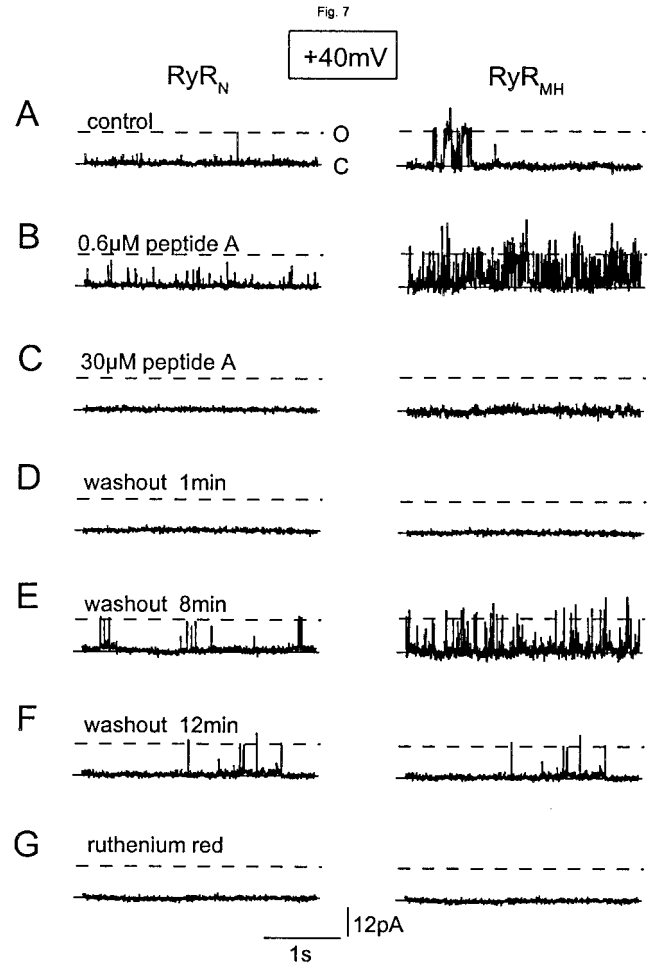 Fig. 7
+40mV
RyR_N RyR_MH
A control O
C
B 0.6µM peptide A
C 30µM peptide A
D washout 1min
E washout 8min
F washout 12min
G ruthenium red
12pA
1s